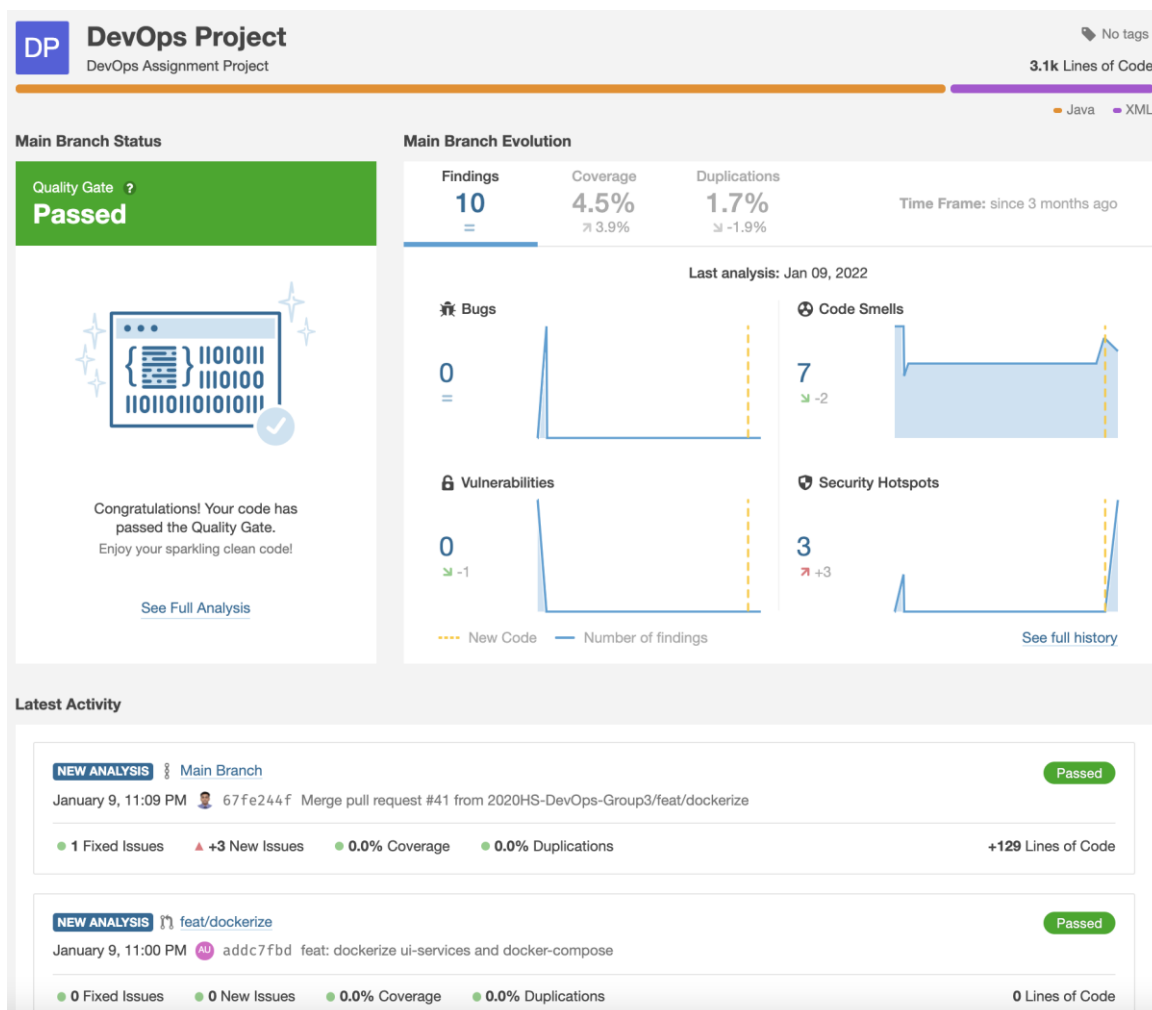 DP
DevOps Project
No tags
DevOps Assignment Project
3.1k Lines of Code
Java XML
Main Branch Status
Main Branch Evolution
Quality Gate ?
Passed
Findings Coverage Duplications
10 4.5% 1.7%
= 3.9% -1.9%
Time Frame: since 3 months ago
Last analysis: Jan 09, 2022
Bugs
0
=
Code Smells
7
-2
Vulnerabilities
0
-1
Security Hotspots
3
+3
New Code Number of findings
See full history
{ } 1101011
1110100
11011011010101
Congratulations! Your code has
passed the Quality Gate.
Enjoy your sparkling clean code!
See Full Analysis
Latest Activity
NEW ANALYSIS Main Branch
Passed
January 9, 11:09 PM 67fe244f Merge pull request #41 from 2020HS-DevOps-Group3/feat/dockerize
1 Fixed Issues +3 New Issues 0.0% Coverage 0.0% Duplications +129 Lines of Code
NEW ANALYSIS feat/dockerize
Passed
January 9, 11:00 PM AU addc7fbd feat: dockerize ui-services and docker-compose
0 Fixed Issues 0 New Issues 0.0% Coverage 0.0% Duplications 0 Lines of Code